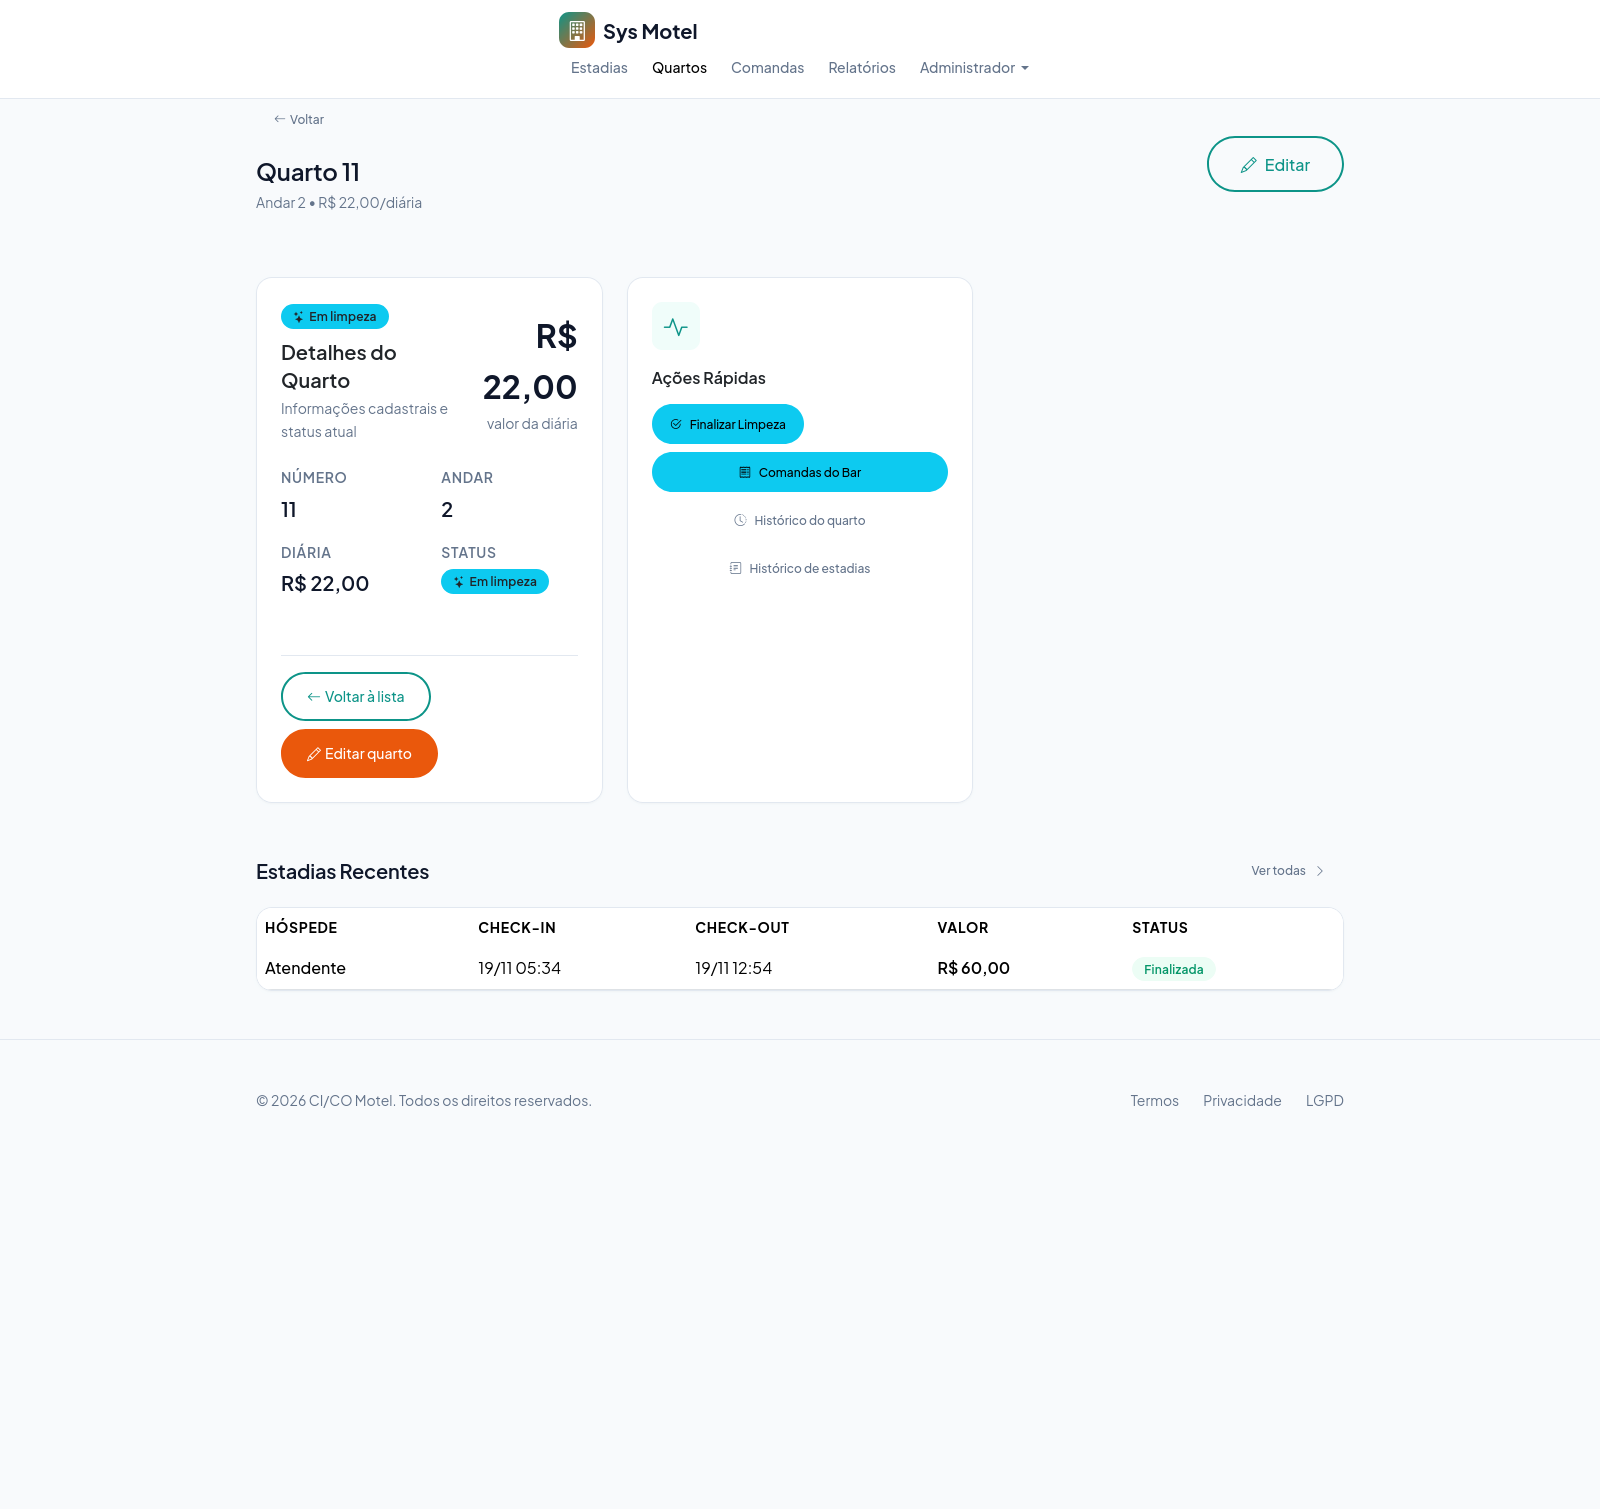 Sys Motel
Estadias Quartos Comandas Relatórios Administrador
Voltar
Editar
Quarto 11
Andar 2 • R$ 22,00/diária
Em limpeza
Detalhes do
Quarto
Informações cadastrais e
status atual
R$
22,00
valor da diária
NÚMERO ANDAR
11 2
DIÁRIA STATUS
R$ 22,00 Em limpeza
Voltar à lista
Editar quarto
Ações Rápidas
Finalizar Limpeza
Comandas do Bar
Histórico do quarto
Histórico de estadias
Estadias Recentes Ver todas
HÓSPEDE CHECK-IN CHECK-OUT VALOR STATUS
Atendente 19/11 05:34 19/11 12:54 R$ 60,00 Finalizada
© 2026 CI/CO Motel. Todos os direitos reservados. Termos Privacidade LGPD